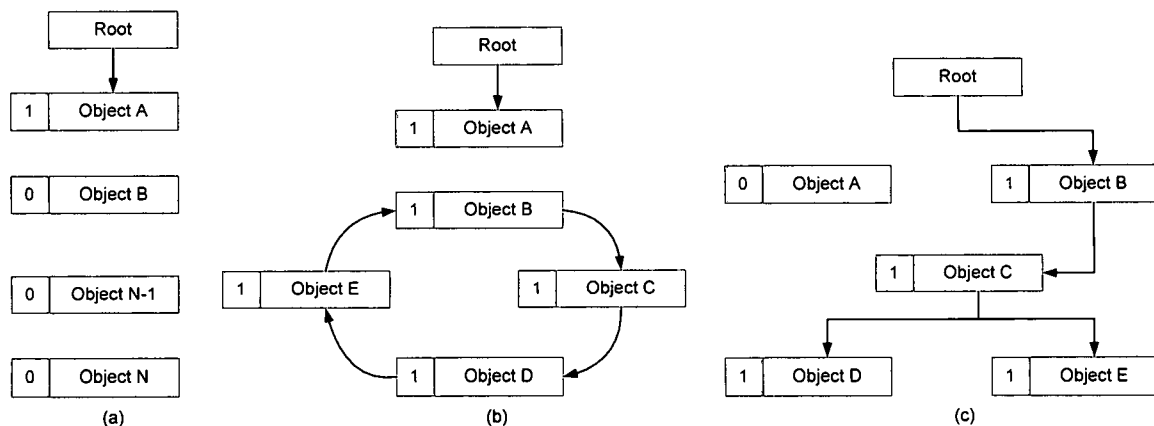 Root
1 Object A
0 Object B
0 Object N-1
0 Object N
(a)
Root
1 Object A
1 Object B
1 Object E
1 Object C
1 Object D
(b)
Root
0 Object A
1 Object B
1 Object C
1 Object D
1 Object E
(c)